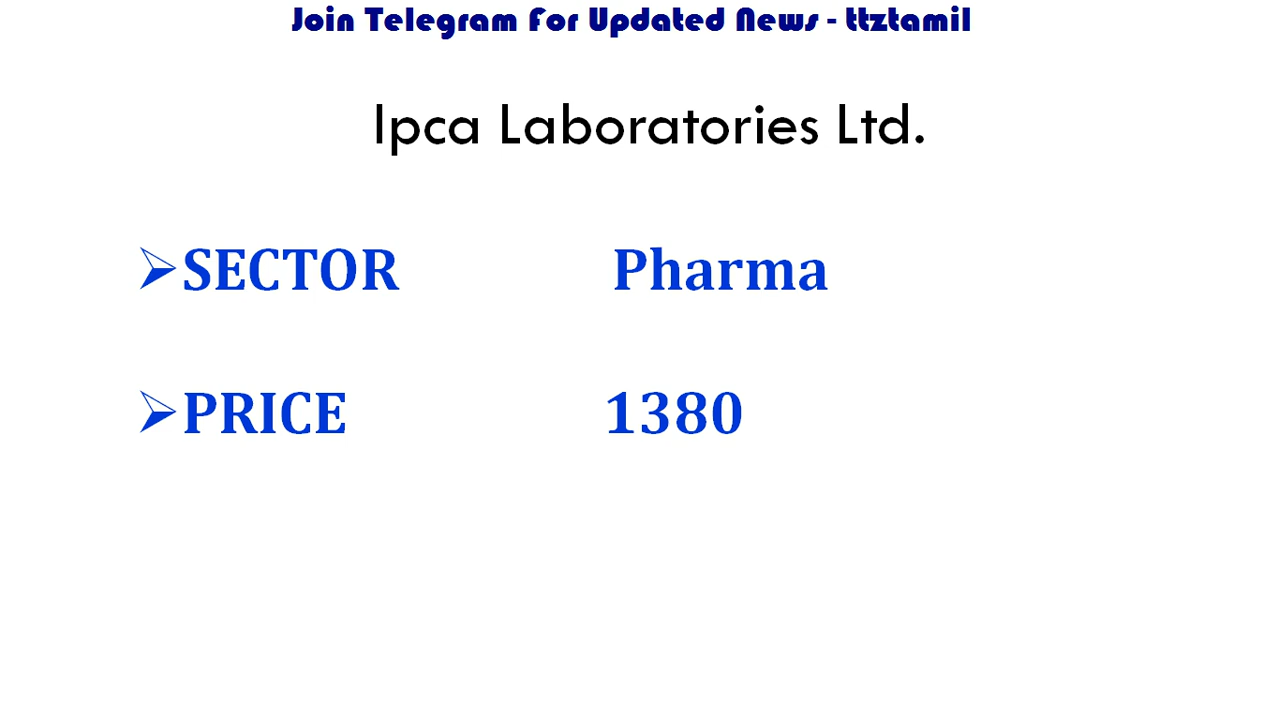 Join Telegram For Updated News - ttztamil
Ipca Laboratories Ltd.
➢SECTOR Pharma
➢PRICE 1380